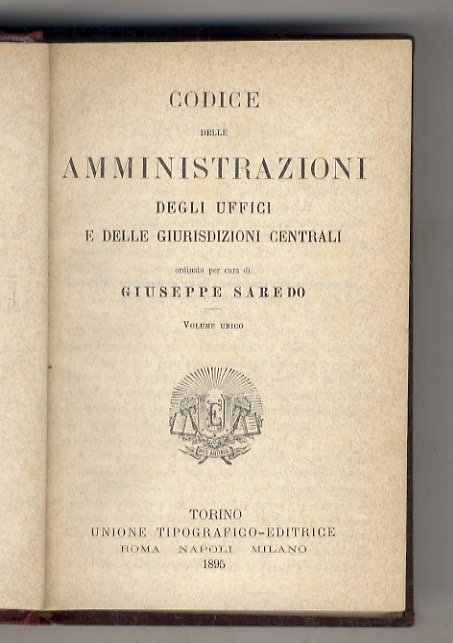 CODICE
DELLE
AMMINISTRAZIONI
DEGLI UFFICI
E DELLE GIURISDIZIONI CENTRALI
ordinato per cura di
GIUSEPPE SAREDO
VOLUME UNICO
TORINO
UNIONE TIPOGRAFICO-EDITRICE
ROMA NAPOLI MILANO
1895